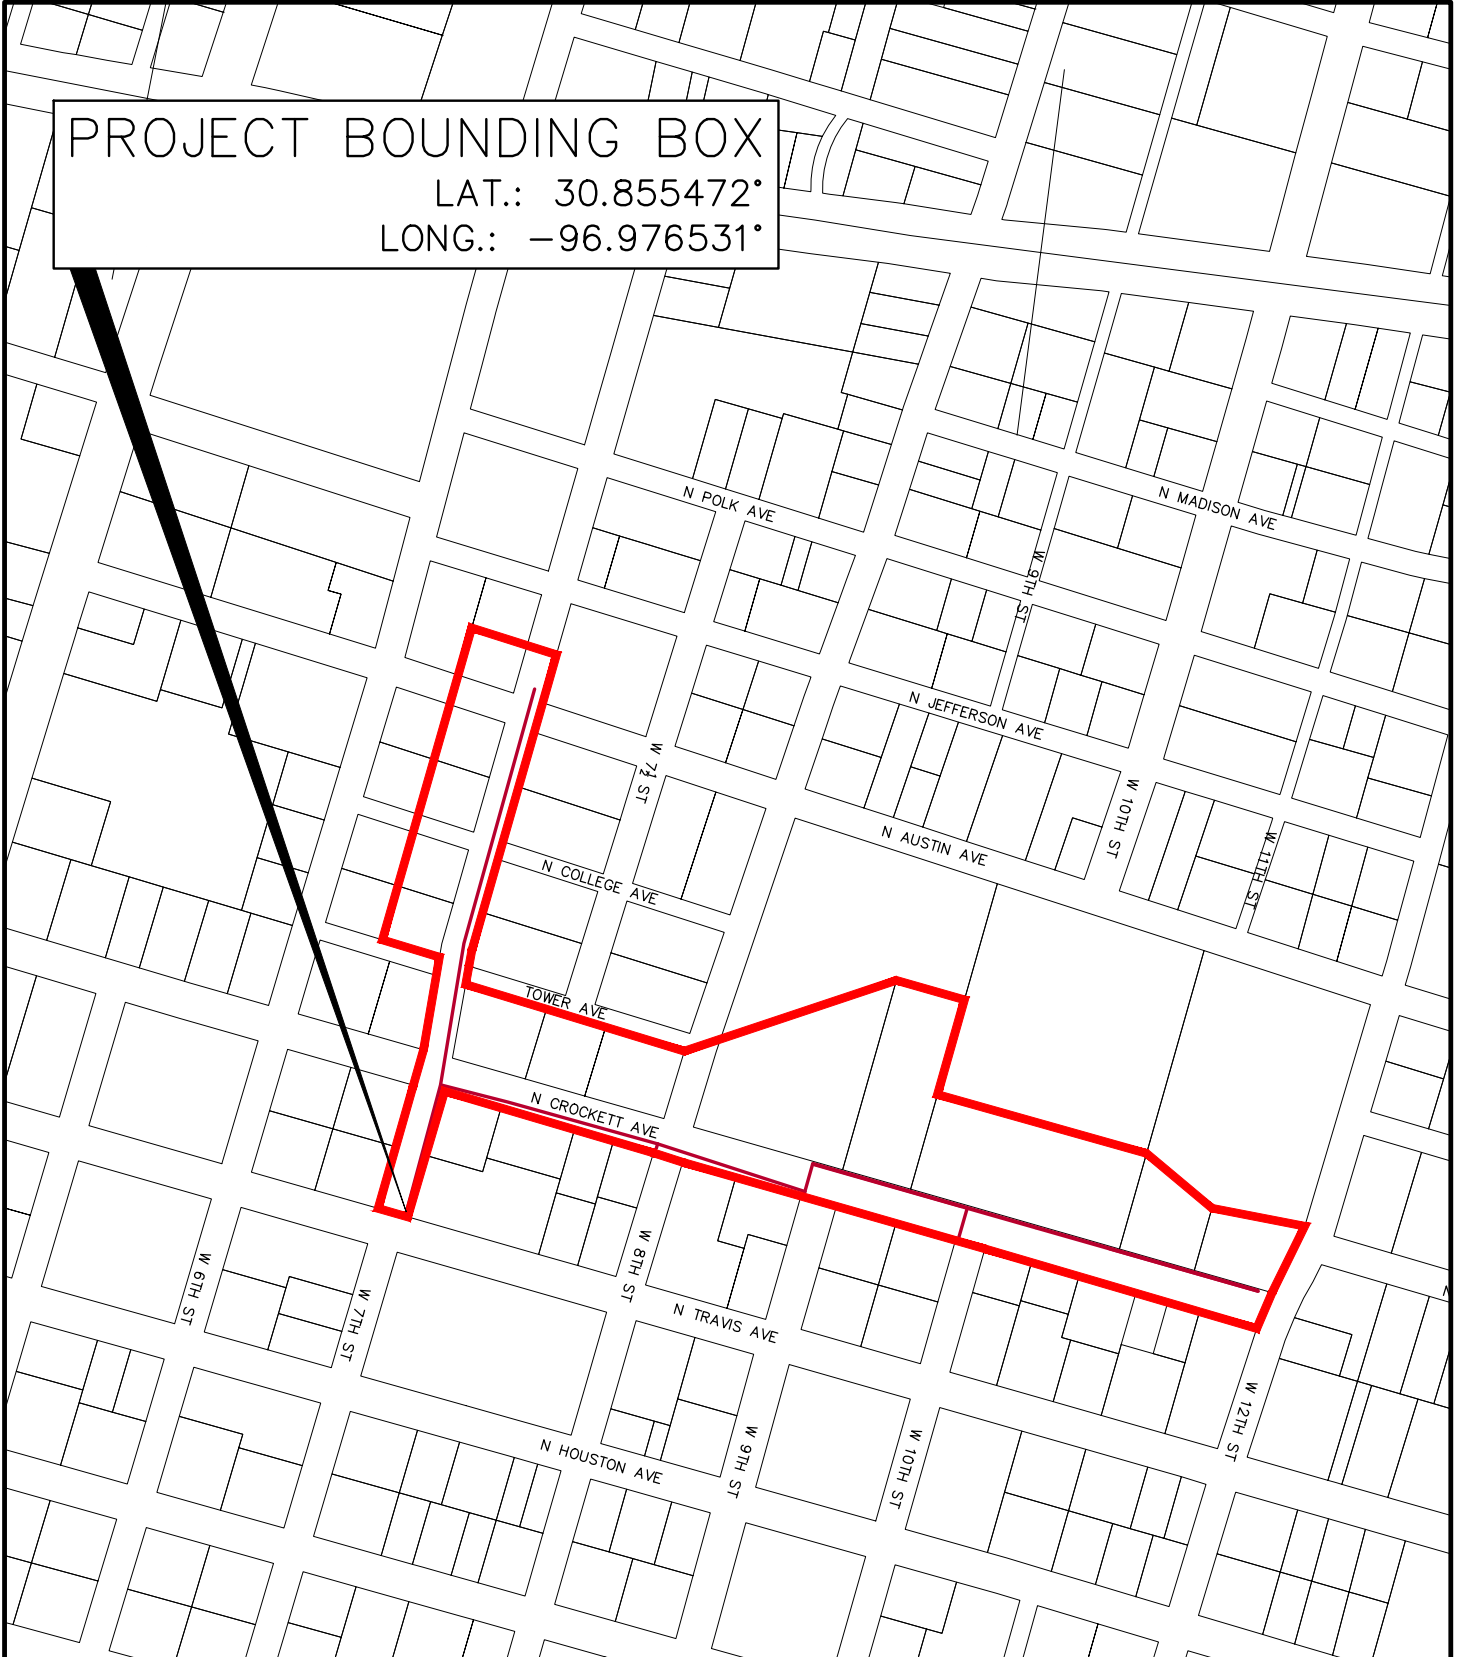 PROJECT BOUNDING BOX
LAT.: 30.855472°
LONG.: -96.976531°
N POLK AVE
N MADISON AVE
W 9TH ST
N JEFFERSON AVE
W 7½ ST
W 10TH ST
N AUSTIN AVE
W 11TH ST
N COLLEGE AVE
TOWER AVE
N CROCKETT AVE
W 8TH ST
W 6TH ST
W 7TH ST
N
N TRAVIS AVE
W 12TH ST
N HOUSTON AVE
W 9TH ST
W 10TH ST